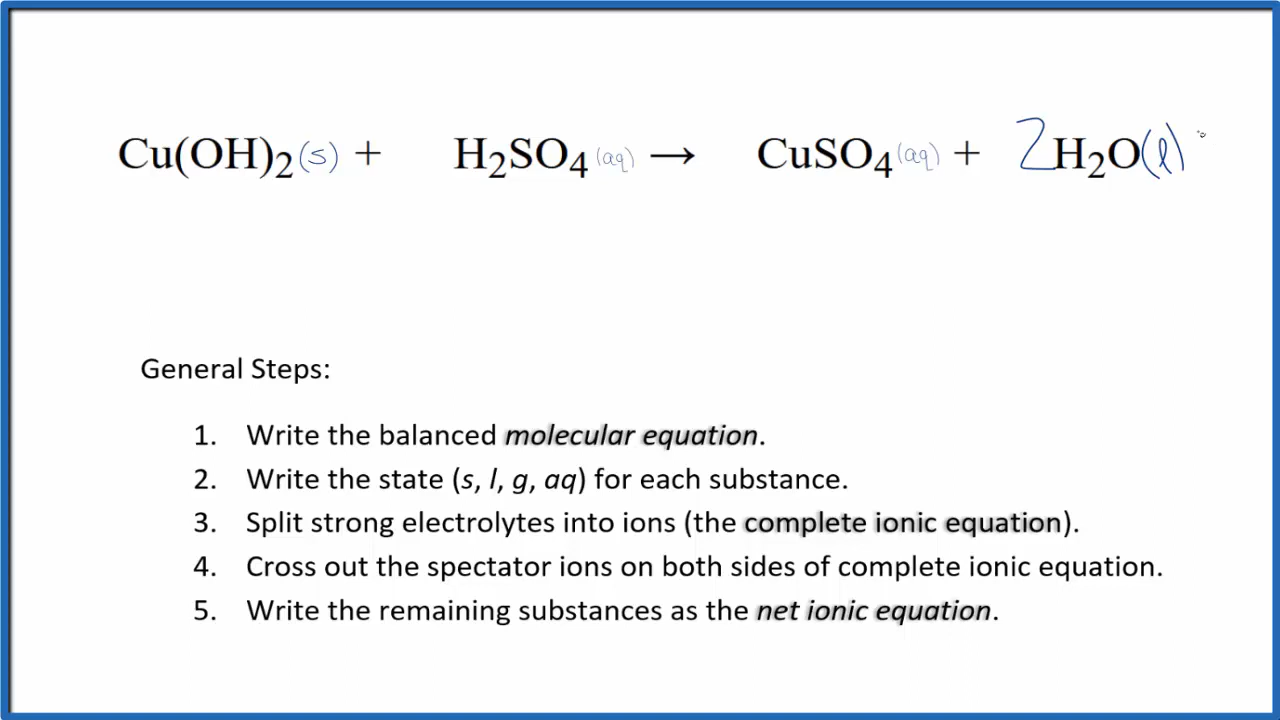 Cu(OH)₂(s) + H₂SO₄(aq) → CuSO₄(aq) + 2H₂O(l)
General Steps:
1. Write the balanced molecular equation.
2. Write the state (s, l, g, aq) for each substance.
3. Split strong electrolytes into ions (the complete ionic equation).
4. Cross out the spectator ions on both sides of complete ionic equation.
5. Write the remaining substances as the net ionic equation.